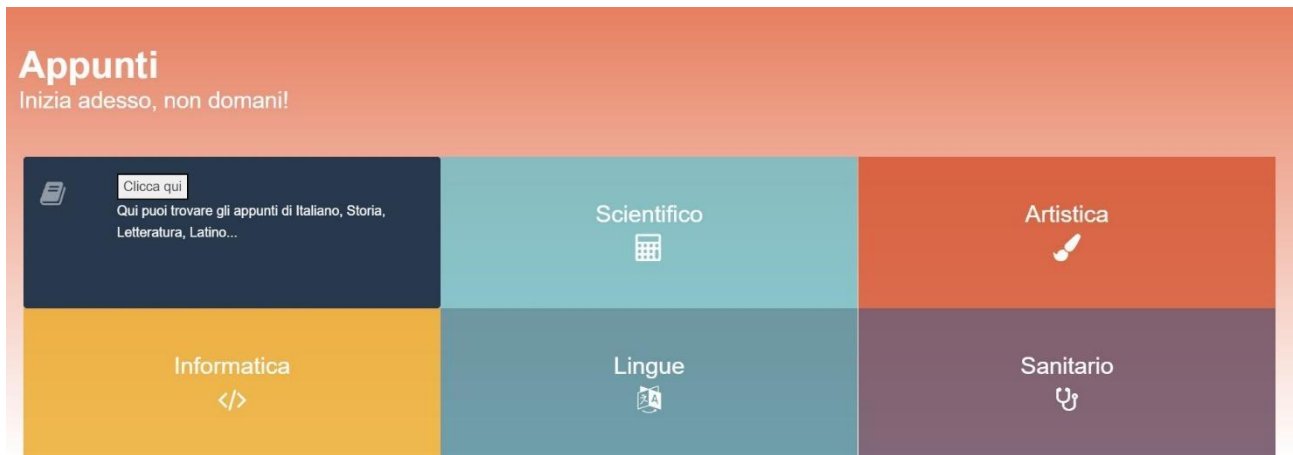 Appunti
Inizia adesso, non domani!
Clicca qui
Qui puoi trovare gli appunti di Italiano, Storia,
Letteratura, Latino...
Scientifico
Artistica
Informatica
</>
Lingue
Sanitario